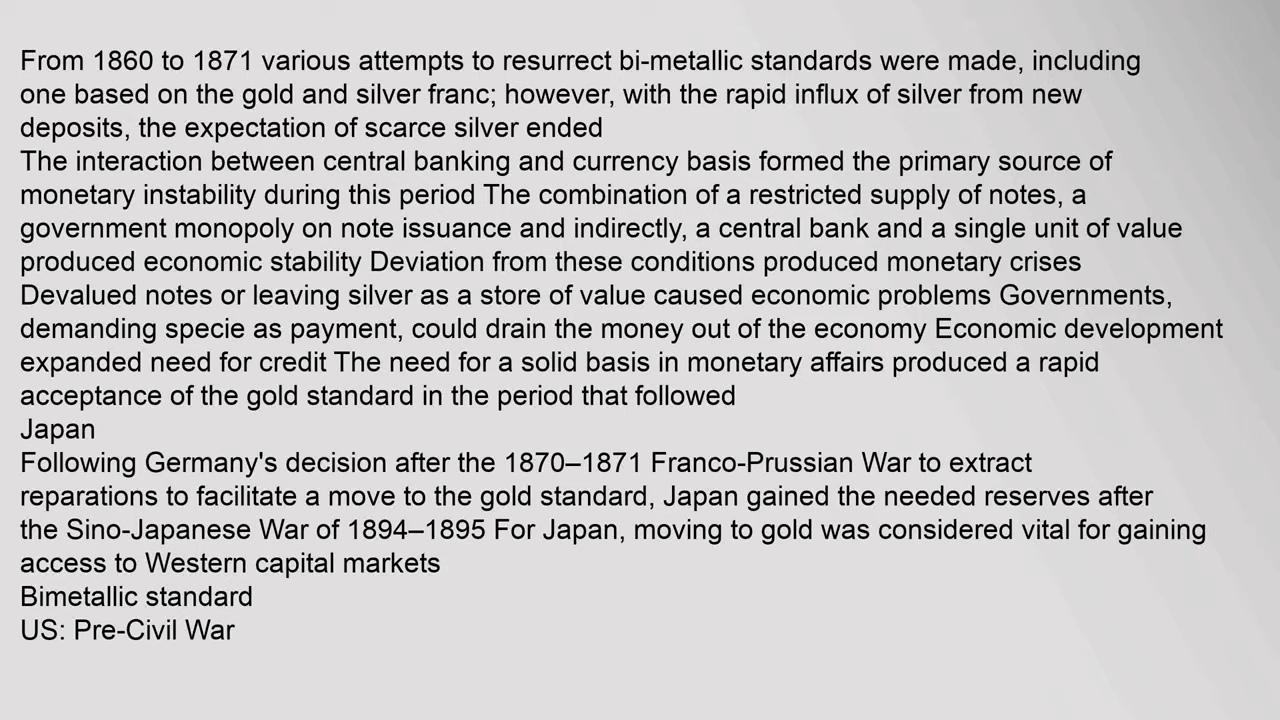 From 1860 to 1871 various attempts to resurrect bi-metallic standards were made, including
one based on the gold and silver franc; however, with the rapid influx of silver from new
deposits, the expectation of scarce silver ended
The interaction between central banking and currency basis formed the primary source of
monetary instability during this period The combination of a restricted supply of notes, a
government monopoly on note issuance and indirectly, a central bank and a single unit of value
produced economic stability Deviation from these conditions produced monetary crises
Devalued notes or leaving silver as a store of value caused economic problems Governments,
demanding specie as payment, could drain the money out of the economy Economic development
expanded need for credit The need for a solid basis in monetary affairs produced a rapid
acceptance of the gold standard in the period that followed
Japan
Following Germany's decision after the 1870–1871 Franco-Prussian War to extract
reparations to facilitate a move to the gold standard, Japan gained the needed reserves after
the Sino-Japanese War of 1894–1895 For Japan, moving to gold was considered vital for gaining
access to Western capital markets
Bimetallic standard
US: Pre-Civil War